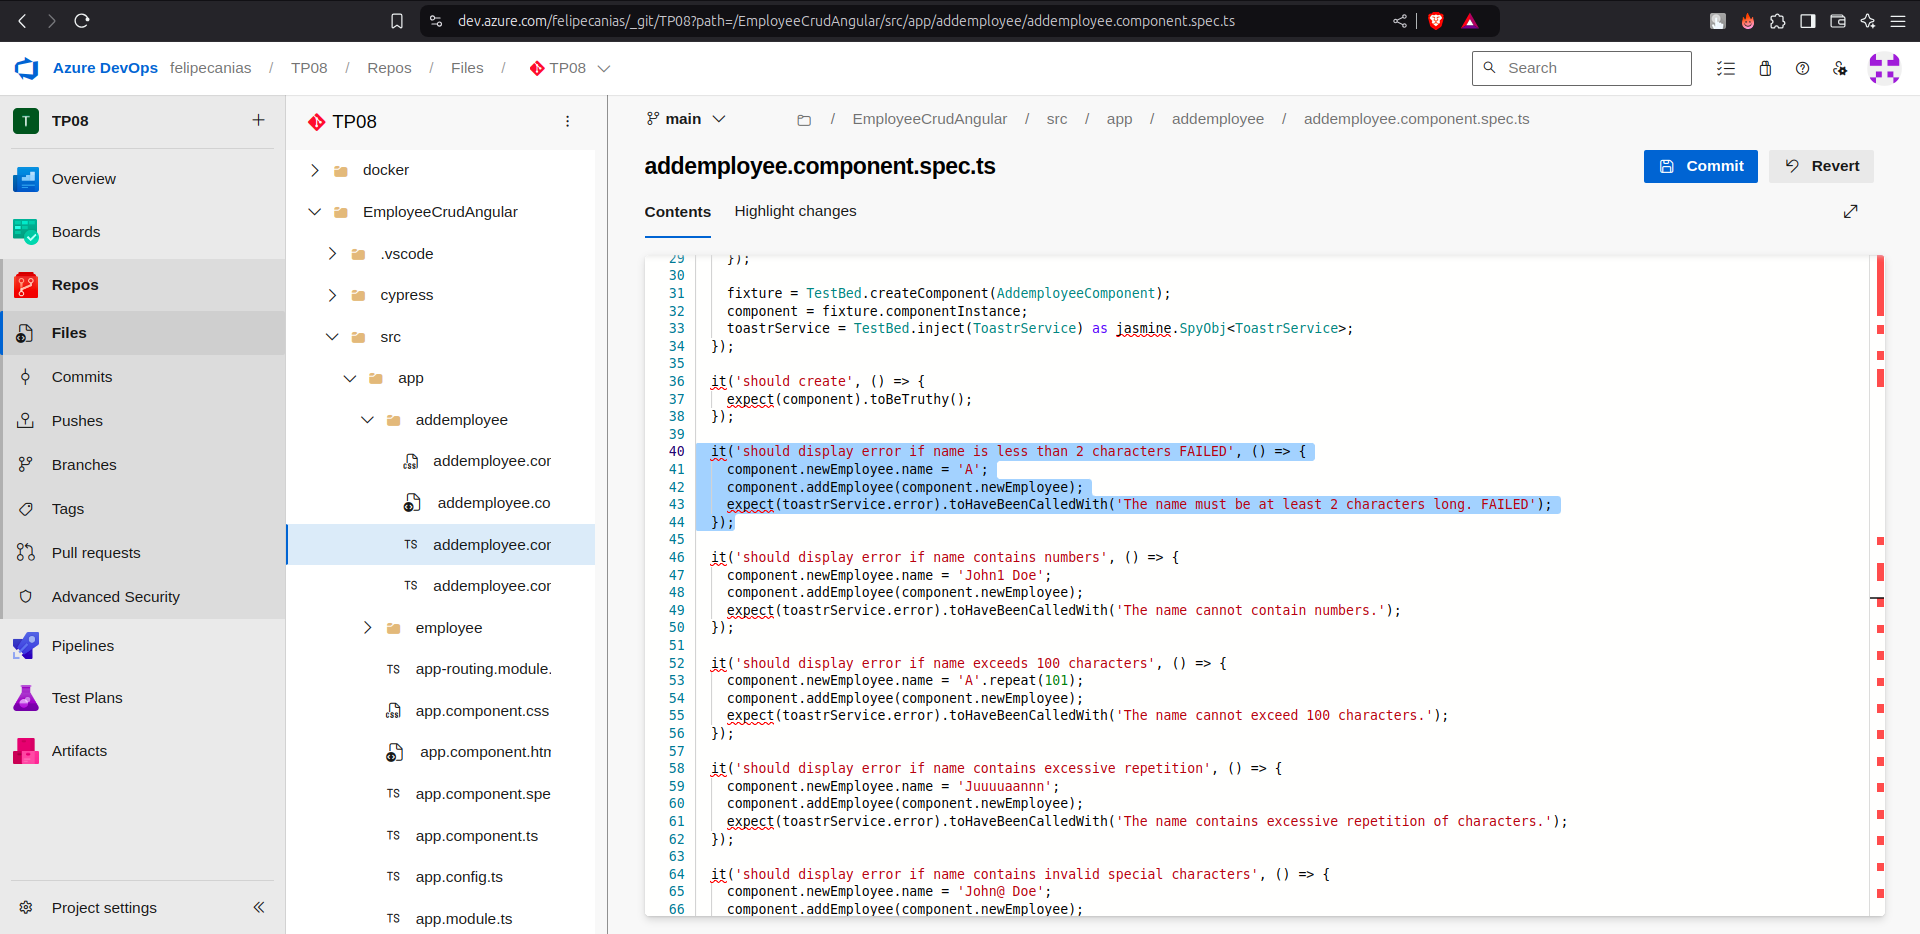 dev.azure.com/felipecanias/_git/TP08?path=/EmployeeCrudAngular/src/app/addemployee/addemployee.component.spec.ts
Azure DevOps felipecanias / TP08 / Repos / Files / TP08
Search
T TP08 +
Overview
Boards
Repos
Files
Commits
Pushes
Branches
Tags
Pull requests
Advanced Security
Pipelines
Test Plans
Artifacts
Project settings
TP08
docker
EmployeeCrudAngular
.vscode
cypress
src
app
addemployee
css addemployee.cor
addemployee.co
TS addemployee.cor
TS addemployee.cor
employee
TS app-routing.module.
css app.component.css
app.component.htm
TS app.component.spe
TS app.component.ts
TS app.config.ts
TS app.module.ts
main
/ EmployeeCrudAngular / src / app / addemployee / addemployee.component.spec.ts
addemployee.component.spec.ts
Commit
Revert
Contents
Highlight changes
29 });
30
31 fixture = TestBed.createComponent(AddemployeeComponent);
32 component = fixture.componentInstance;
33 toastrService = TestBed.inject(ToastrService) as jasmine.SpyObj<ToastrService>;
34 });
35
36 it('should create', () => {
37 expect(component).toBeTruthy();
38 });
39
40 it('should display error if name is less than 2 characters FAILED', () => {
41 component.newEmployee.name = 'A';
42 component.addEmployee(component.newEmployee);
43 expect(toastrService.error).toHaveBeenCalledWith('The name must be at least 2 characters long. FAILED');
44 });
45
46 it('should display error if name contains numbers', () => {
47 component.newEmployee.name = 'John1 Doe';
48 component.addEmployee(component.newEmployee);
49 expect(toastrService.error).toHaveBeenCalledWith('The name cannot contain numbers.');
50 });
51
52 it('should display error if name exceeds 100 characters', () => {
53 component.newEmployee.name = 'A'.repeat(101);
54 component.addEmployee(component.newEmployee);
55 expect(toastrService.error).toHaveBeenCalledWith('The name cannot exceed 100 characters.');
56 });
57
58 it('should display error if name contains excessive repetition', () => {
59 component.newEmployee.name = 'Juuuuaannn';
60 component.addEmployee(component.newEmployee);
61 expect(toastrService.error).toHaveBeenCalledWith('The name contains excessive repetition of characters.');
62 });
63
64 it('should display error if name contains invalid special characters', () => {
65 component.newEmployee.name = 'John@ Doe';
66 component.addEmployee(component.newEmployee);